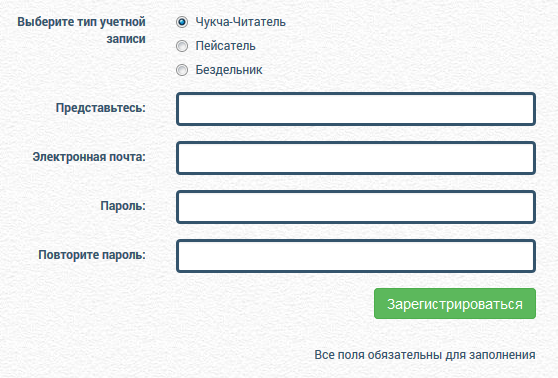 Выберите тип учетной
записи
Чукча-Читатель
Пейсатель
Бездельник
Представьтесь:
Электронная почта:
Пароль:
Повторите пароль:
Зарегистрироваться
Все поля обязательны для заполнения